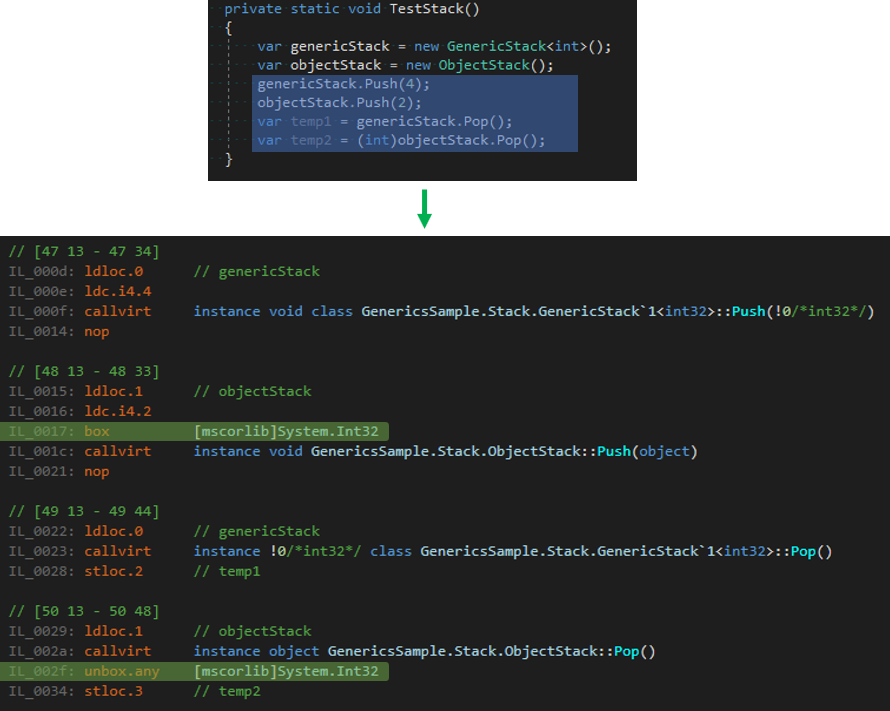 private static void TestStack()
{
var genericStack = new GenericStack<int>();
var objectStack = new ObjectStack();
genericStack.Push(4);
objectStack.Push(2);
var temp1 = genericStack.Pop();
var temp2 = (int)objectStack.Pop();
}
// [47 13 - 47 34]
IL_000d: ldloc.0 // genericStack
IL_000e: ldc.i4.4
IL_000f: callvirt instance void class GenericsSample.Stack.GenericStack`1<int32>::Push(!0/*int32*/)
IL_0014: nop
// [48 13 - 48 33]
IL_0015: ldloc.1 // objectStack
IL_0016: ldc.i4.2
IL_0017: box [mscorlib]System.Int32
IL_001c: callvirt instance void GenericsSample.Stack.ObjectStack::Push(object)
IL_0021: nop
// [49 13 - 49 44]
IL_0022: ldloc.0 // genericStack
IL_0023: callvirt instance !0/*int32*/ class GenericsSample.Stack.GenericStack`1<int32>::Pop()
IL_0028: stloc.2 // temp1
// [50 13 - 50 48]
IL_0029: ldloc.1 // objectStack
IL_002a: callvirt instance object GenericsSample.Stack.ObjectStack::Pop()
IL_002f: unbox.any [mscorlib]System.Int32
IL_0034: stloc.3 // temp2